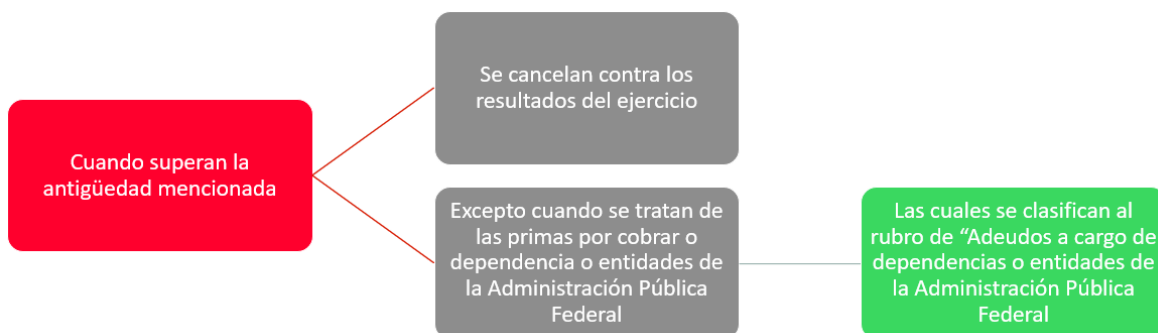 Cuando superan la
antigüedad mencionada
Se cancelan contra los
resultados del ejercicio
Excepto cuando se tratan de
las primas por cobrar o
dependencia o entidades de
la Administración Pública
Federal
Las cuales se clasifican al
rubro de “Adeudos a cargo de
dependencias o entidades de
la Administración Pública
Federal